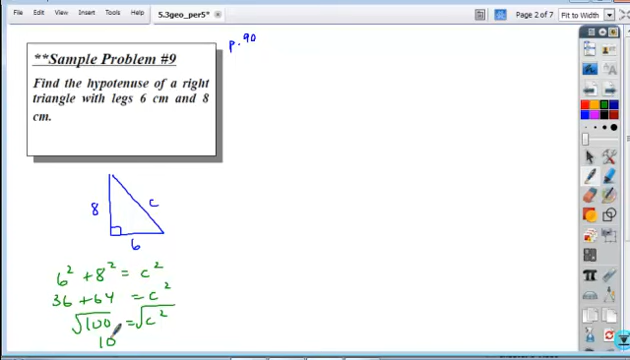 File Edit View Insert Tools Help
5.3geo_per5*
Page 2 of 7
Fit to Width
p. 90
**Sample Problem #9
Find the hypotenuse of a right
triangle with legs 6 cm and 8
cm.
8
c
6
6² + 8² = c²
36 + 64 = c²
√100 = √c²
10